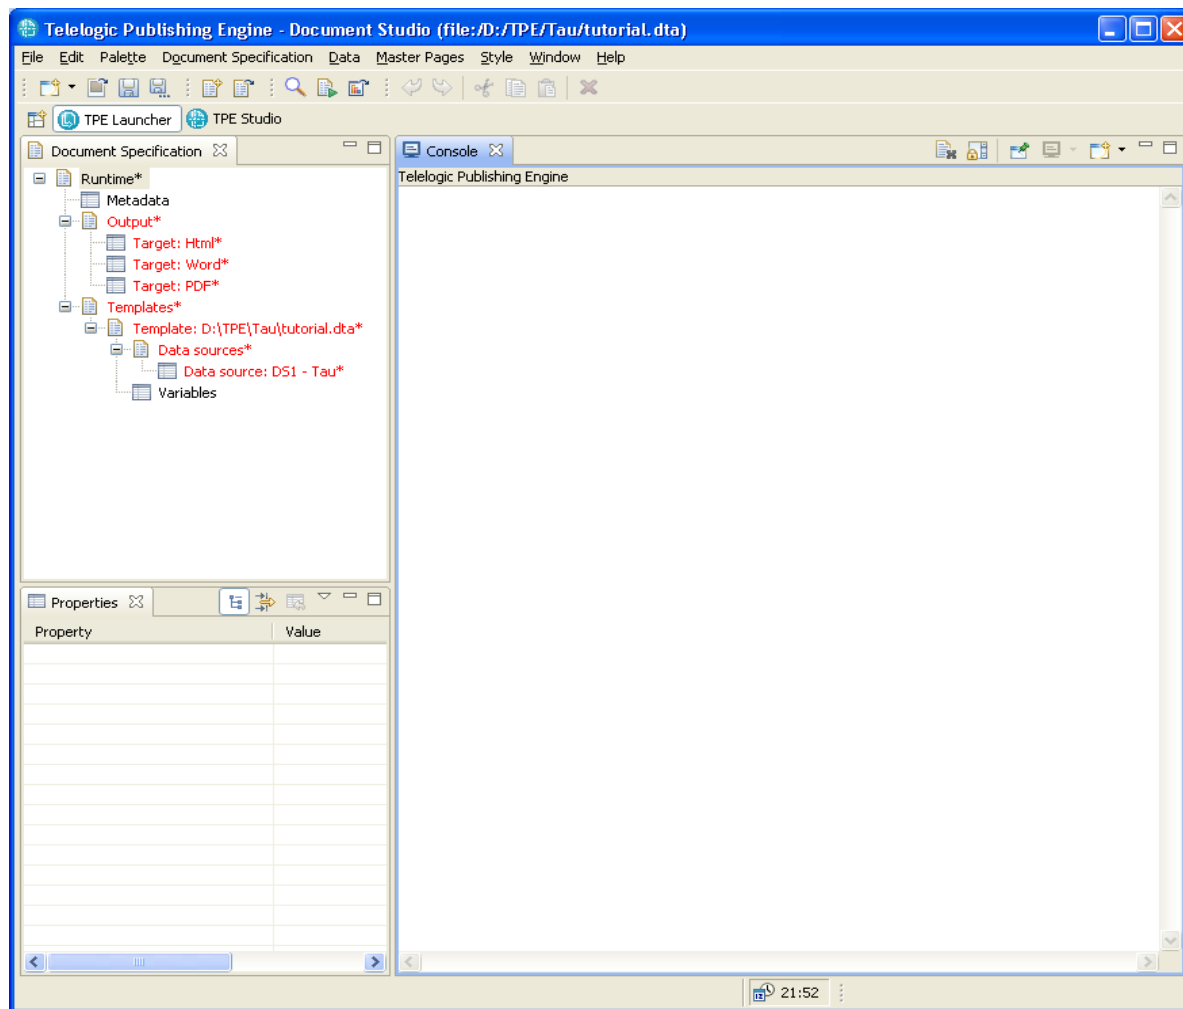 Telelogic Publishing Engine - Document Studio (file:/D:/TPE/Tau/tutorial.dta)
File Edit Palette Document Specification Data Master Pages Style Window Help
TPE Launcher TPE Studio
Document Specification
Runtime*
Metadata
Output*
Target: Html*
Target: Word*
Target: PDF*
Templates*
Template: D:\TPE\Tau\tutorial.dta*
Data sources*
Data source: DS1 - Tau*
Variables
Console
Telelogic Publishing Engine
Properties
Property Value
21:52